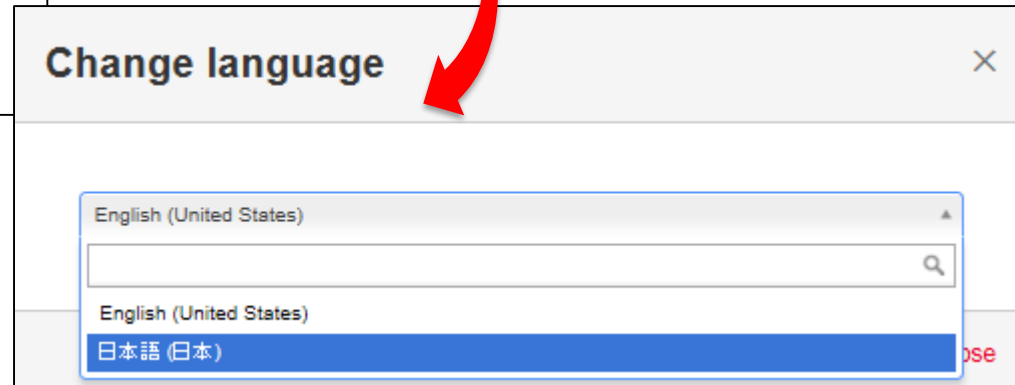 Change language
English (United States)
English (United States)
日本語 (日本)